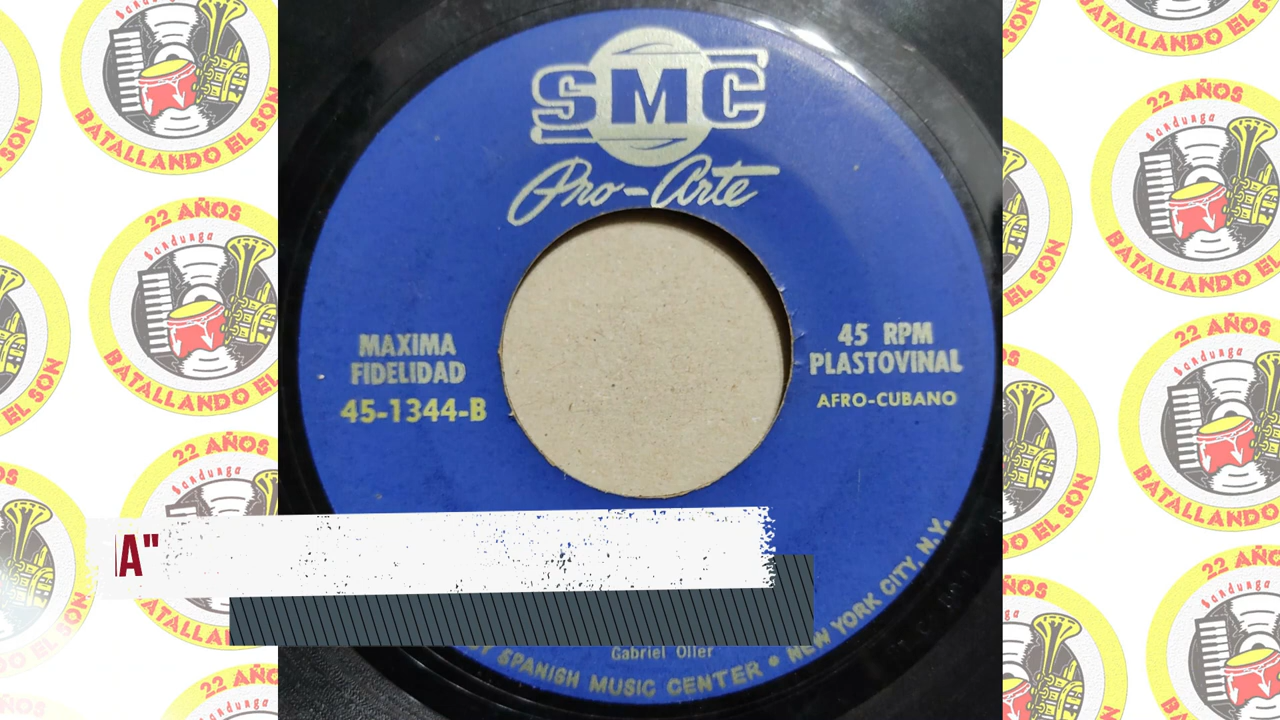 SMC
Pro-Arte
MAXIMA
FIDELIDAD
45-1344-B
45 RPM
PLASTOVINAL
AFRO-CUBANO
A"
Gabriel Oller
SPANISH MUSIC CENTER • NEW YORK CITY, N.Y.
22 AÑOS
Sandunga
BATALLANDO EL SON